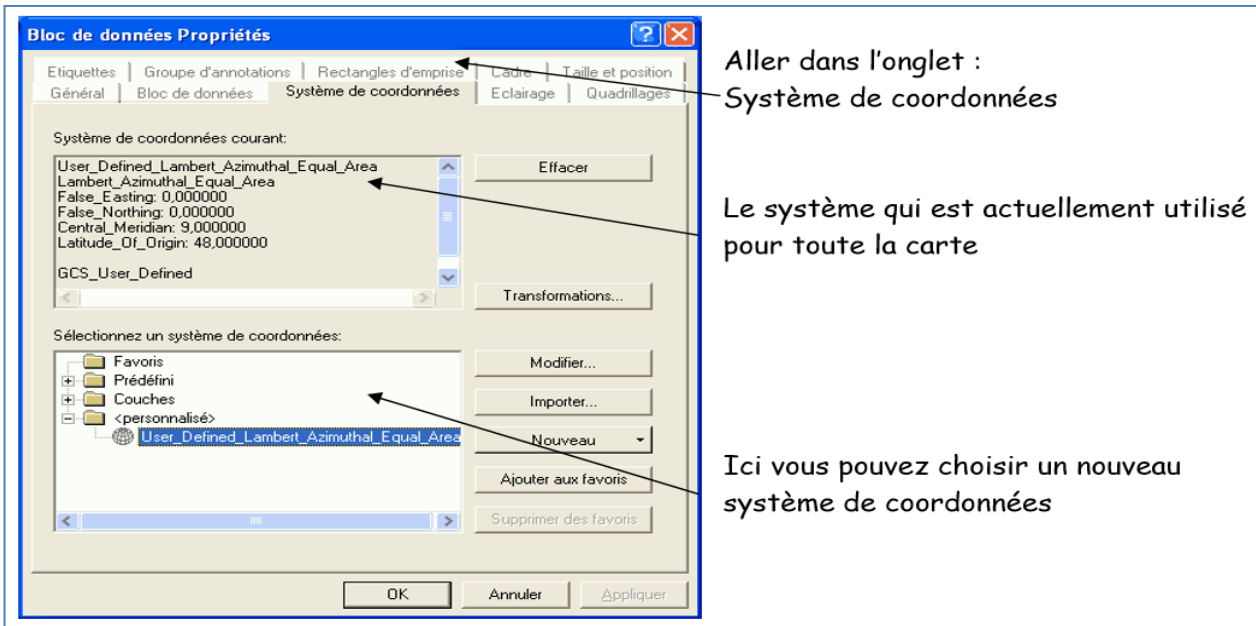 Bloc de données Propriétés
Etiquettes Groupe d'annotations Rectangles d'emprise Cadre Taille et position
Général Bloc de données Système de coordonnées Eclairage Quadrillages
Système de coordonnées courant:
User_Defined_Lambert_Azimuthal_Equal_Area
Lambert_Azimuthal_Equal_Area
False_Easting: 0,000000
False_Northing: 0,000000
Central_Meridian: 9,000000
Latitude_Of_Origin: 48,000000
GCS_User_Defined
Effacer
Transformations...
Sélectionnez un système de coordonnées:
Favoris
Prédéfini
Couches
<personnalisé>
User_Defined_Lambert_Azimuthal_Equal_Area
Modifier...
Importer...
Nouveau
Ajouter aux favoris
Supprimer des favoris
OK Annuler Appliquer
Aller dans l'onglet :
Système de coordonnées
Le système qui est actuellement utilisé
pour toute la carte
Ici vous pouvez choisir un nouveau
système de coordonnées